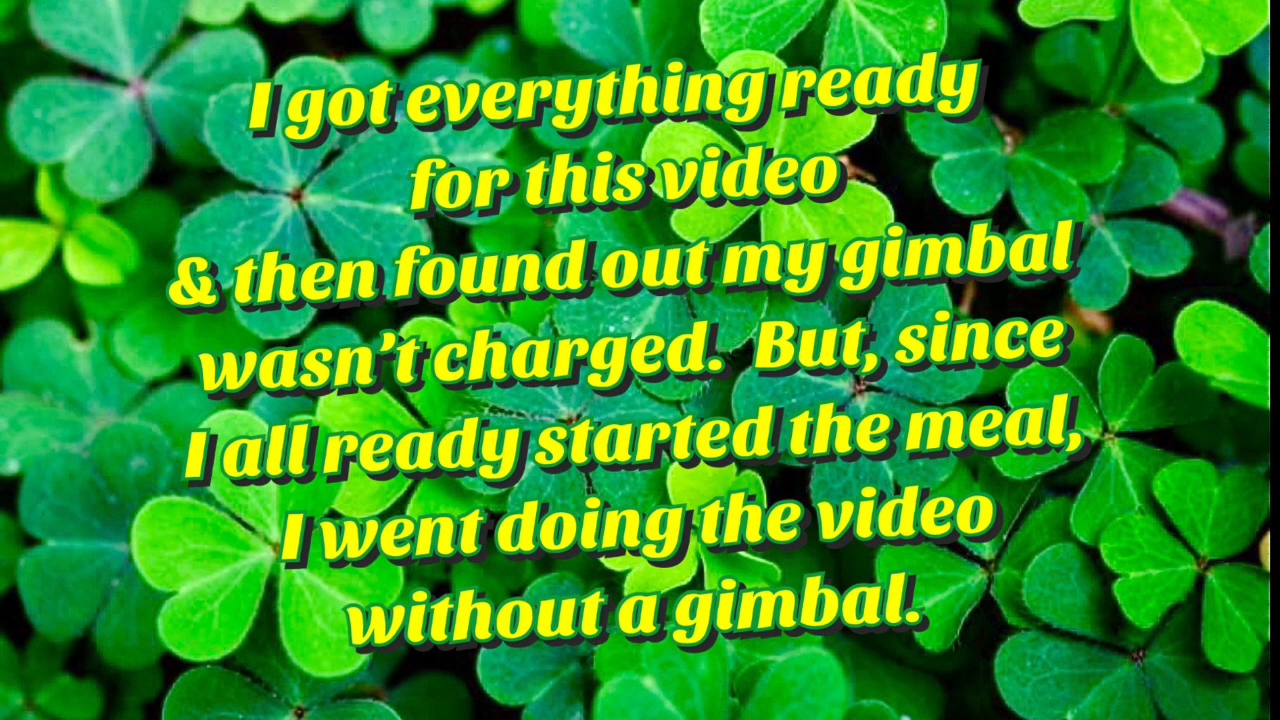 I got everything ready
for this video
& then found out my gimbal
wasn't charged. But, since
I all ready started the meal,
I went doing the video
without a gimbal.